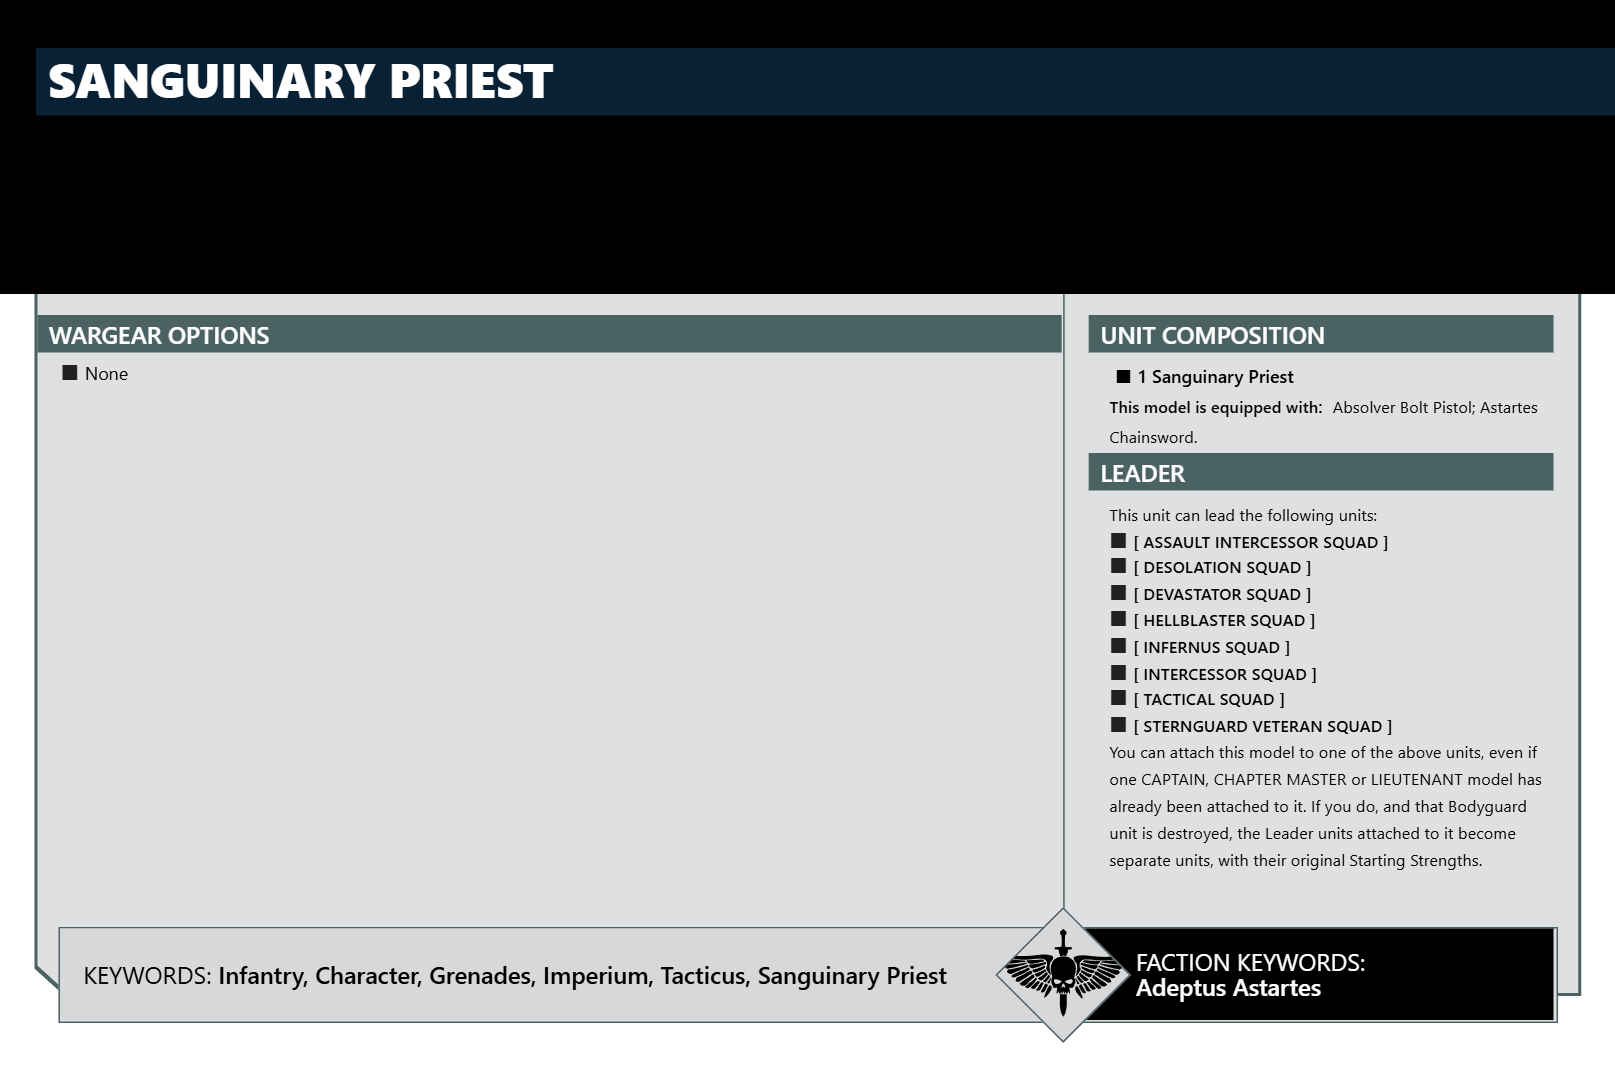 SANGUINARY PRIEST
WARGEAR OPTIONS
None
UNIT COMPOSITION
1 Sanguinary Priest
This model is equipped with: Absolver Bolt Pistol; Astartes
Chainsword.
LEADER
This unit can lead the following units:
[ ASSAULT INTERCESSOR SQUAD ]
[ DESOLATION SQUAD ]
[ DEVASTATOR SQUAD ]
[ HELLBLASTER SQUAD ]
[ INFERNUS SQUAD ]
[ INTERCESSOR SQUAD ]
[ TACTICAL SQUAD ]
[ STERNGUARD VETERAN SQUAD ]
You can attach this model to one of the above units, even if
one CAPTAIN, CHAPTER MASTER or LIEUTENANT model has
already been attached to it. If you do, and that Bodyguard
unit is destroyed, the Leader units attached to it become
separate units, with their original Starting Strengths.
KEYWORDS: Infantry, Character, Grenades, Imperium, Tacticus, Sanguinary Priest
FACTION KEYWORDS:
Adeptus Astartes